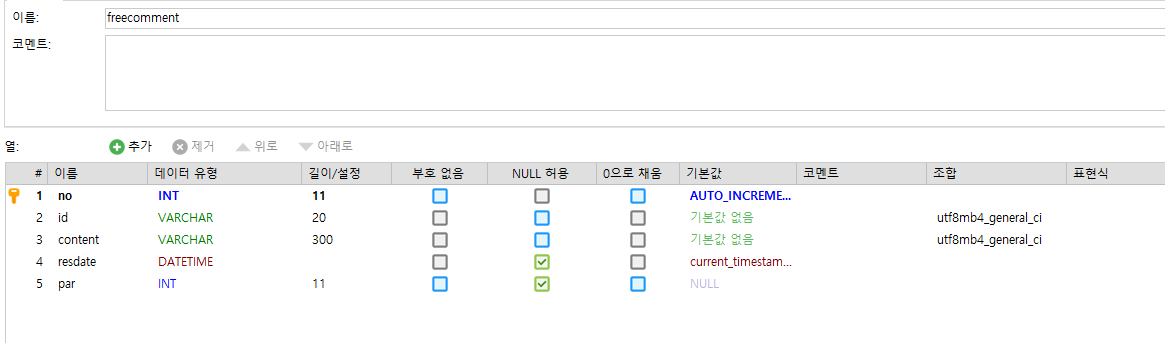 이름: freecomment
코멘트:
열: 추가 제거 위로 아래로
# 이름 데이터 유형 길이/설정 부호 없음 NULL 허용 0으로 채움 기본값 코멘트 조합 표현식
1 no INT 11 AUTO_INCREME...
2 id VARCHAR 20 기본값 없음 utf8mb4_general_ci
3 content VARCHAR 300 기본값 없음 utf8mb4_general_ci
4 resdate DATETIME current_timestam...
5 par INT 11 NULL